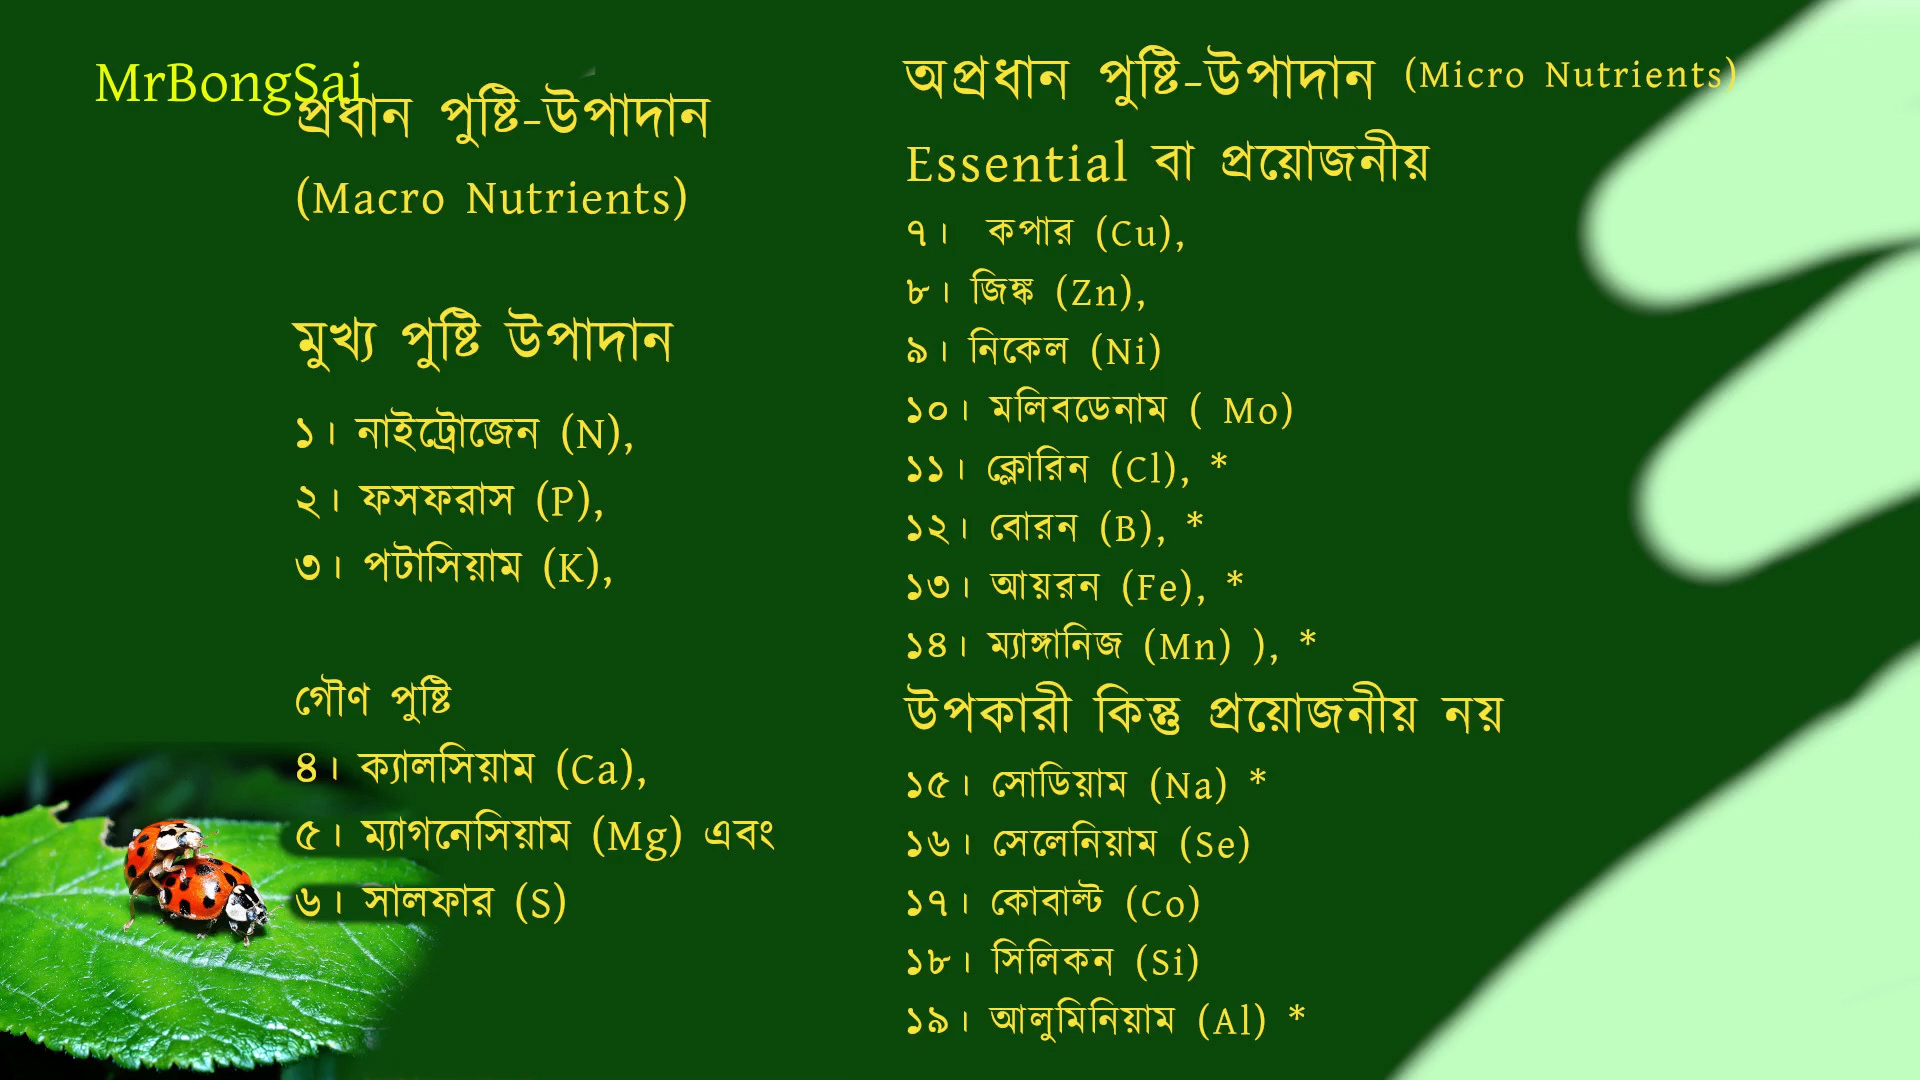 MrBongSai
প্রধান পুষ্টি-উপাদান
(Macro Nutrients)
মুখ্য পুষ্টি উপাদান
১। নাইট্রোজেন (N),
২। ফসফরাস (P),
৩। পটাসিয়াম (K),
গৌণ পুষ্টি
৪। ক্যালসিয়াম (Ca),
৫। ম্যাগনেসিয়াম (Mg) এবং
৬। সালফার (S)
অপ্রধান পুষ্টি-উপাদান (Micro Nutrients)
Essential বা প্রয়োজনীয়
৭। কপার (Cu),
৮। জিঙ্ক (Zn),
৯। নিকেল (Ni)
১০। মলিবডেনাম ( Mo)
১১। ক্লোরিন (Cl), *
১২। বোরন (B), *
১৩। আয়রন (Fe), *
১৪। ম্যাঙ্গানিজ (Mn) ), *
উপকারী কিন্তু প্রয়োজনীয় নয়
১৫। সোডিয়াম (Na) *
১৬। সেলেনিয়াম (Se)
১৭। কোবাল্ট (Co)
১৮। সিলিকন (Si)
১৯। আলুমিনিয়াম (Al) *